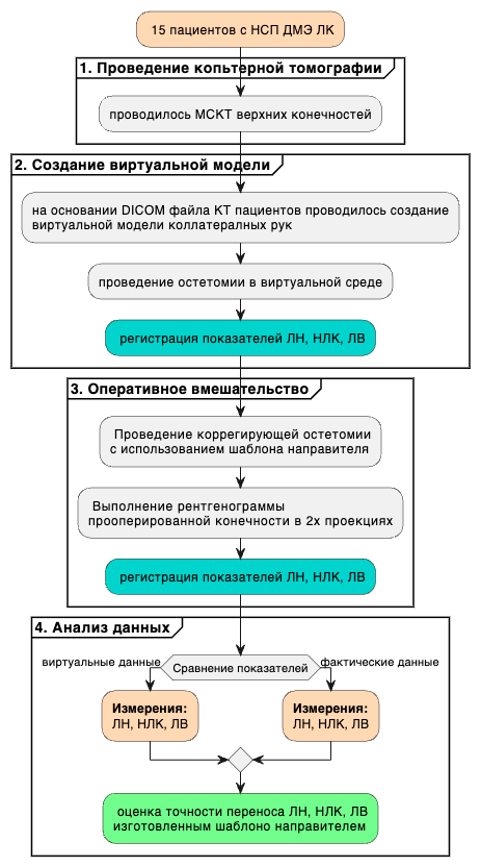 15 пациентов с НСП ДМЭ ЛК
1. Проведение копьтерной томографии
проводилось МСКТ верхних конечностей
2. Создание виртуальной модели
на основании DICOM файла КТ пациентов проводилось создание
виртуальной модели коллатералных рук
проведение остетомии в виртуальной среде
регистрация показателей ЛН, НЛК, ЛВ
3. Оперативное вмешательство
Проведение коррегирующей остетомии
с использованием шаблона направителя
Выполнение рентгенограммы
прооперированной конечности в 2х проекциях
регистрация показателей ЛН, НЛК, ЛВ
4. Анализ данных
виртуальные данные
Сравнение показателей
фактические данные
Измерения:
ЛН, НЛК, ЛВ
Измерения:
ЛН, НЛК, ЛВ
оценка точности переноса ЛН, НЛК, ЛВ
изготовленным шаблоно направителем